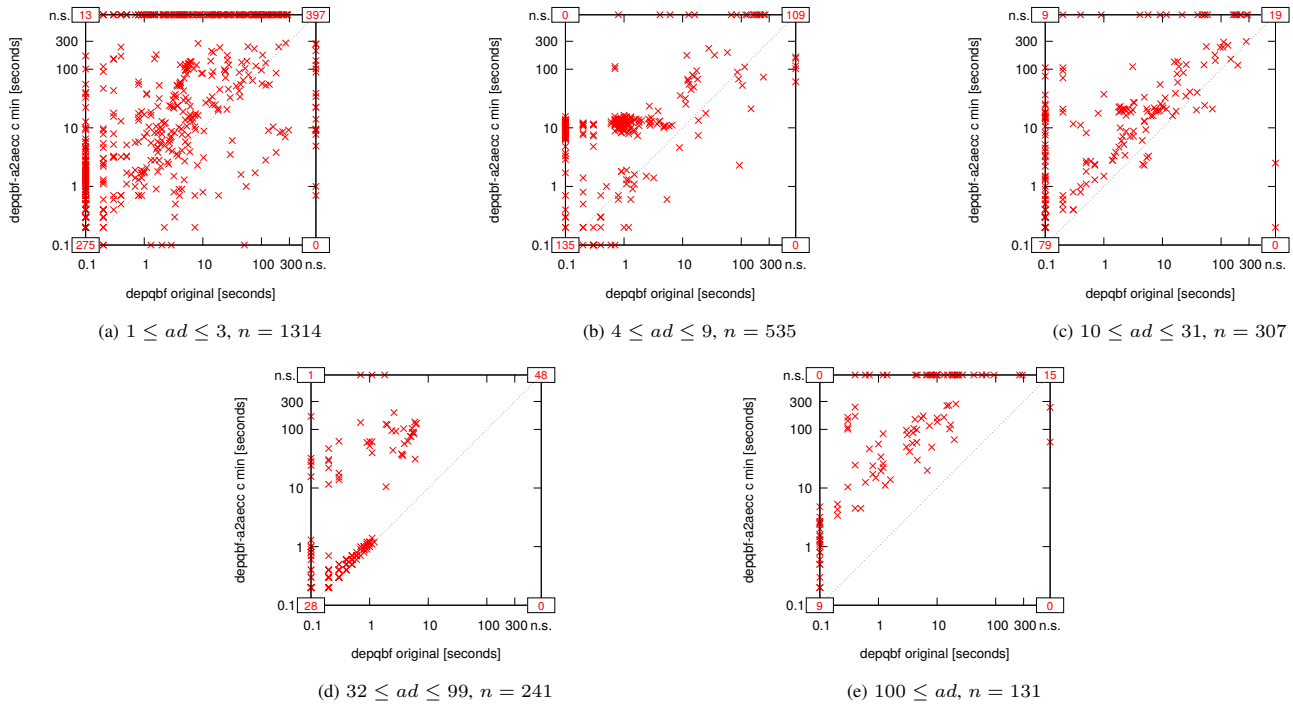 n.s. 13 397
300
100
10
1
0.1 275 0
0.1 1 10 100 300 n.s.
depqbf-a2aecc c min [seconds]
depqbf original [seconds]
(a) 1 ≤ ad ≤ 3, n = 1314
n.s. 0 109
300
100
10
1
0.1 135 0
0.1 1 10 100 300 n.s.
depqbf-a2aecc c min [seconds]
depqbf original [seconds]
(b) 4 ≤ ad ≤ 9, n = 535
n.s. 9 19
300
100
10
1
0.1 79 0
0.1 1 10 100 300 n.s.
depqbf-a2aecc c min [seconds]
depqbf original [seconds]
(c) 10 ≤ ad ≤ 31, n = 307
n.s. 1 48
300
100
10
1
0.1 28 0
0.1 1 10 100 300 n.s.
depqbf-a2aecc c min [seconds]
depqbf original [seconds]
(d) 32 ≤ ad ≤ 99, n = 241
n.s. 0 15
300
100
10
1
0.1 9 0
0.1 1 10 100 300 n.s.
depqbf-a2aecc c min [seconds]
depqbf original [seconds]
(e) 100 ≤ ad, n = 131